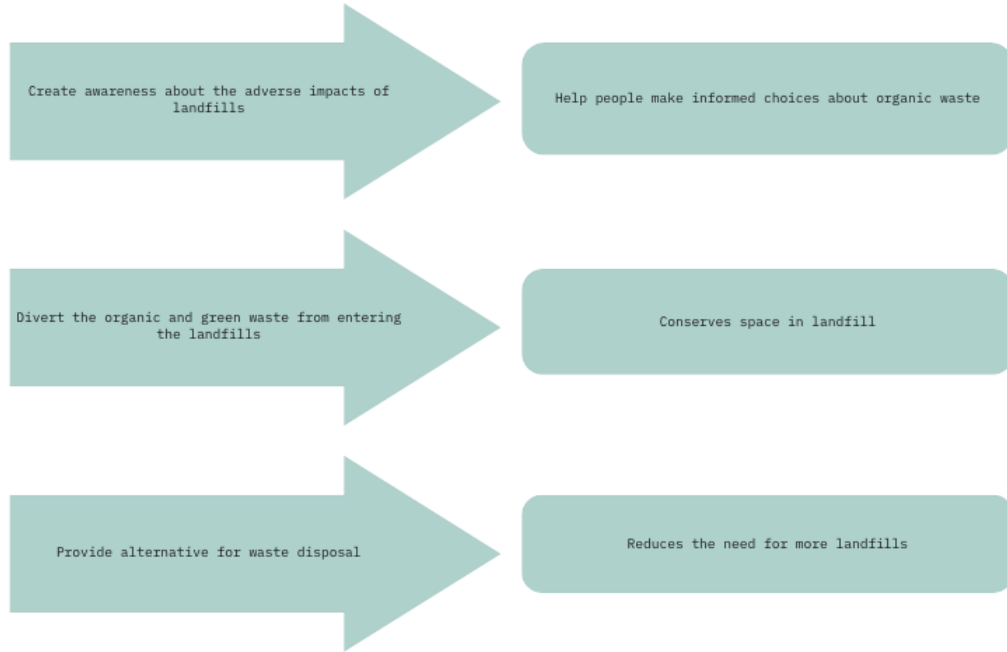 Create awareness about the adverse impacts of
landfills
Help people make informed choices about organic waste
Divert the organic and green waste from entering
the landfills
Conserves space in landfill
Provide alternative for waste disposal
Reduces the need for more landfills